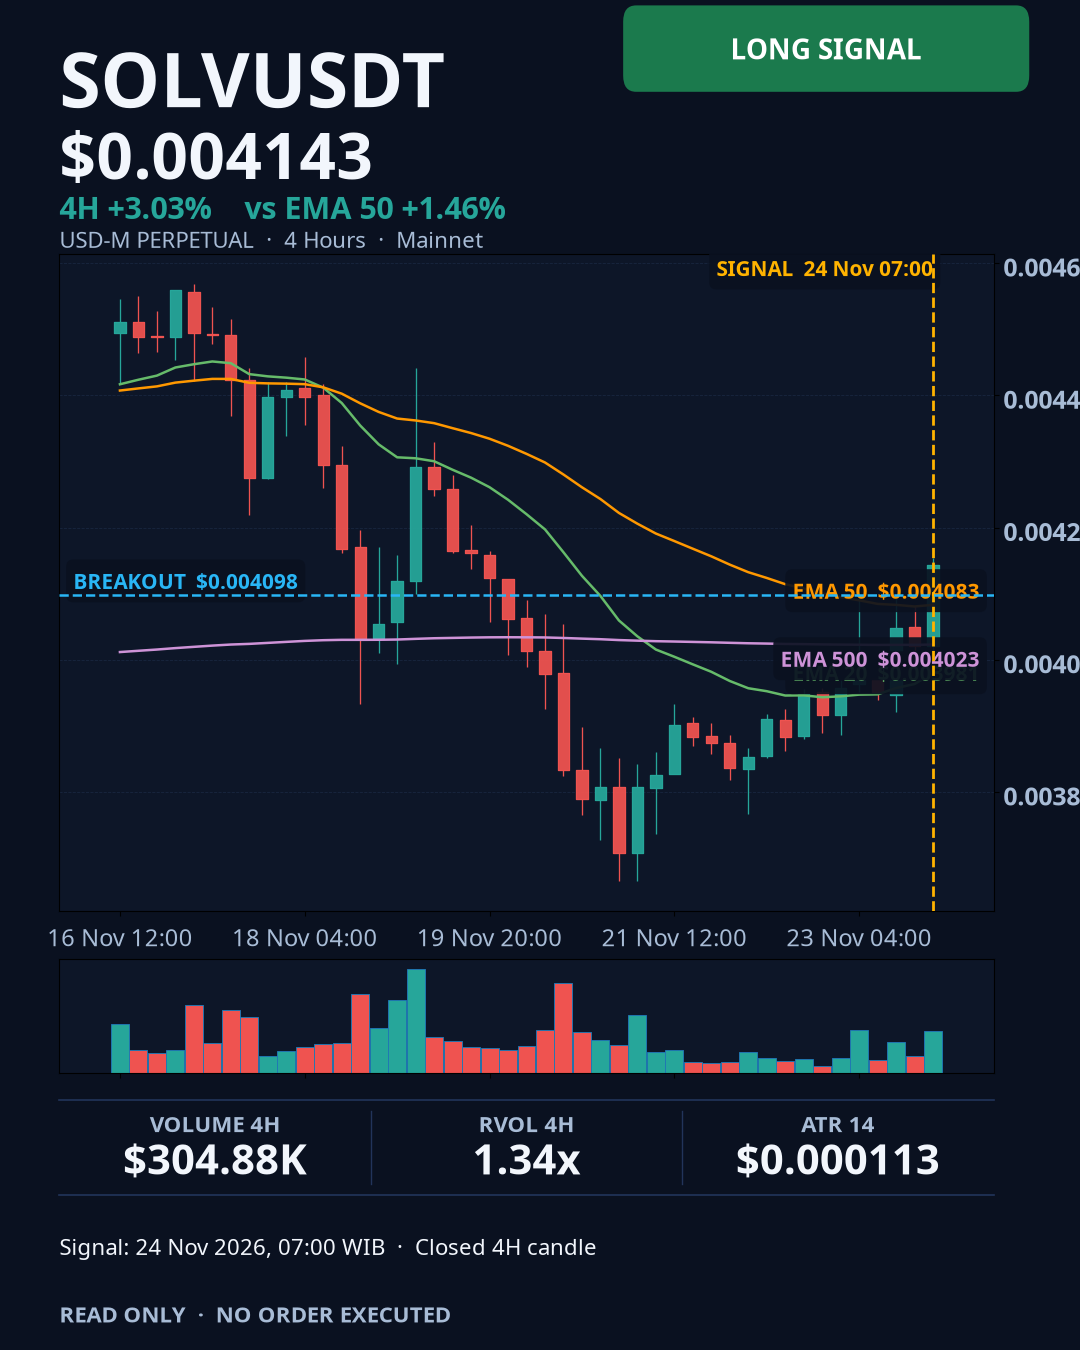 LONG SIGNAL
SOLVUSDT
$0.004143
4H +3.03% vs EMA 50 +1.46%
USD-M PERPETUAL · 4 Hours · Mainnet
SIGNAL 24 Nov 07:00
0.0046
0.0044
0.0042
BREAKOUT $0.004098
EMA 50 $0.004083
EMA 500 $0.004023
0.0040
EMA 20 $0.003981
0.0038
16 Nov 12:00 18 Nov 04:00 19 Nov 20:00 21 Nov 12:00 23 Nov 04:00
VOLUME 4H RVOL 4H ATR 14
$304.88K 1.34x $0.000113
Signal: 24 Nov 2026, 07:00 WIB · Closed 4H candle
READ ONLY · NO ORDER EXECUTED